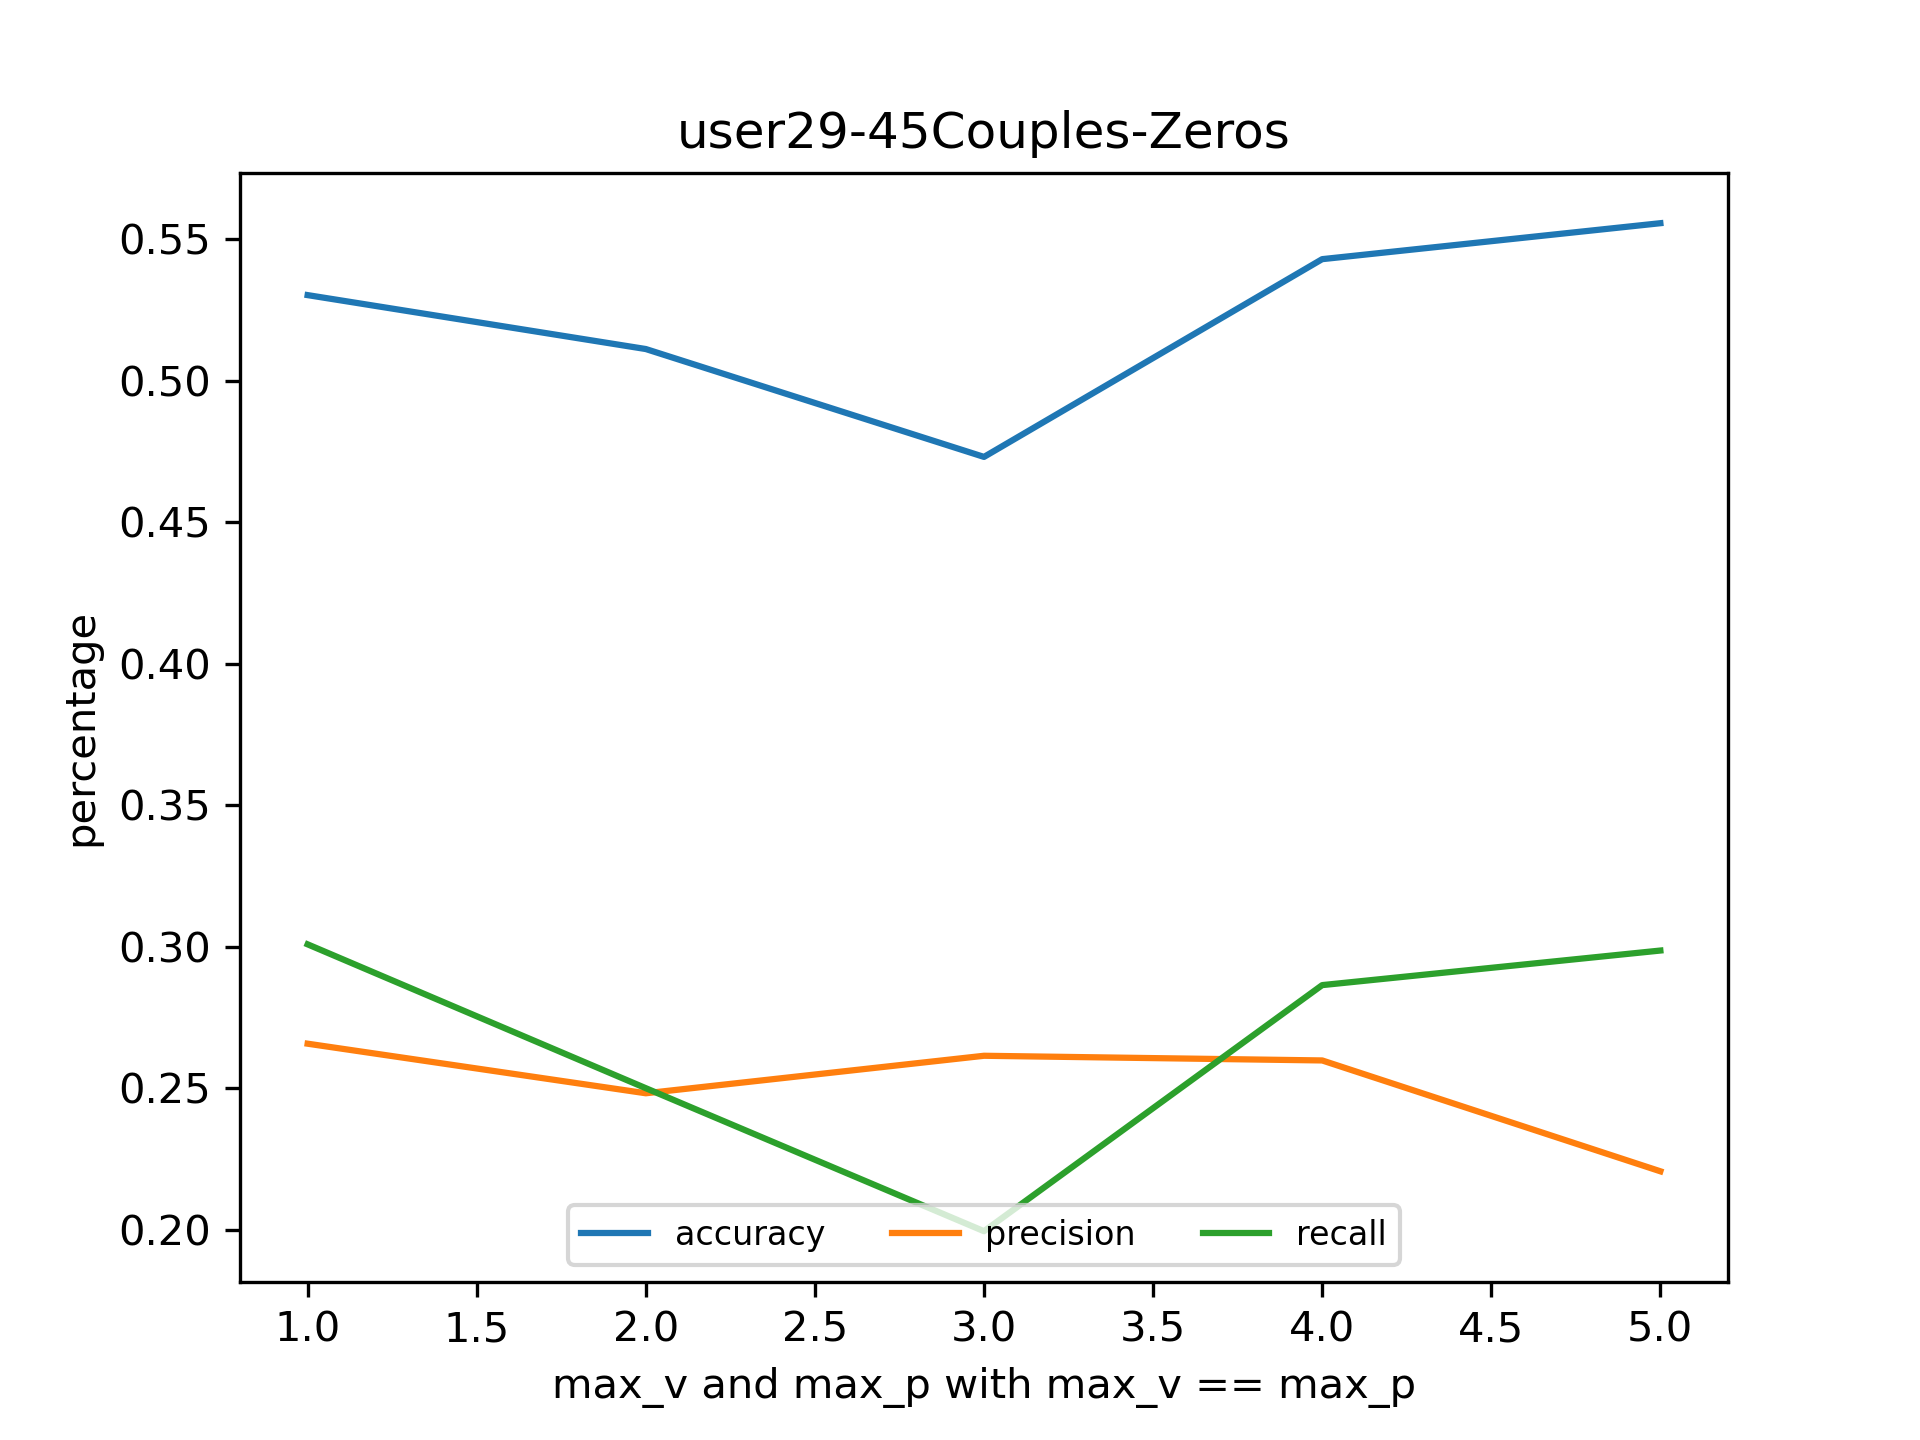 user29-45Couples-Zeros
percentage
0.55
0.50
0.45
0.40
0.35
0.30
0.25
0.20
accuracy precision recall
1.0 1.5 2.0 2.5 3.0 3.5 4.0 4.5 5.0
max_v and max_p with max_v == max_p